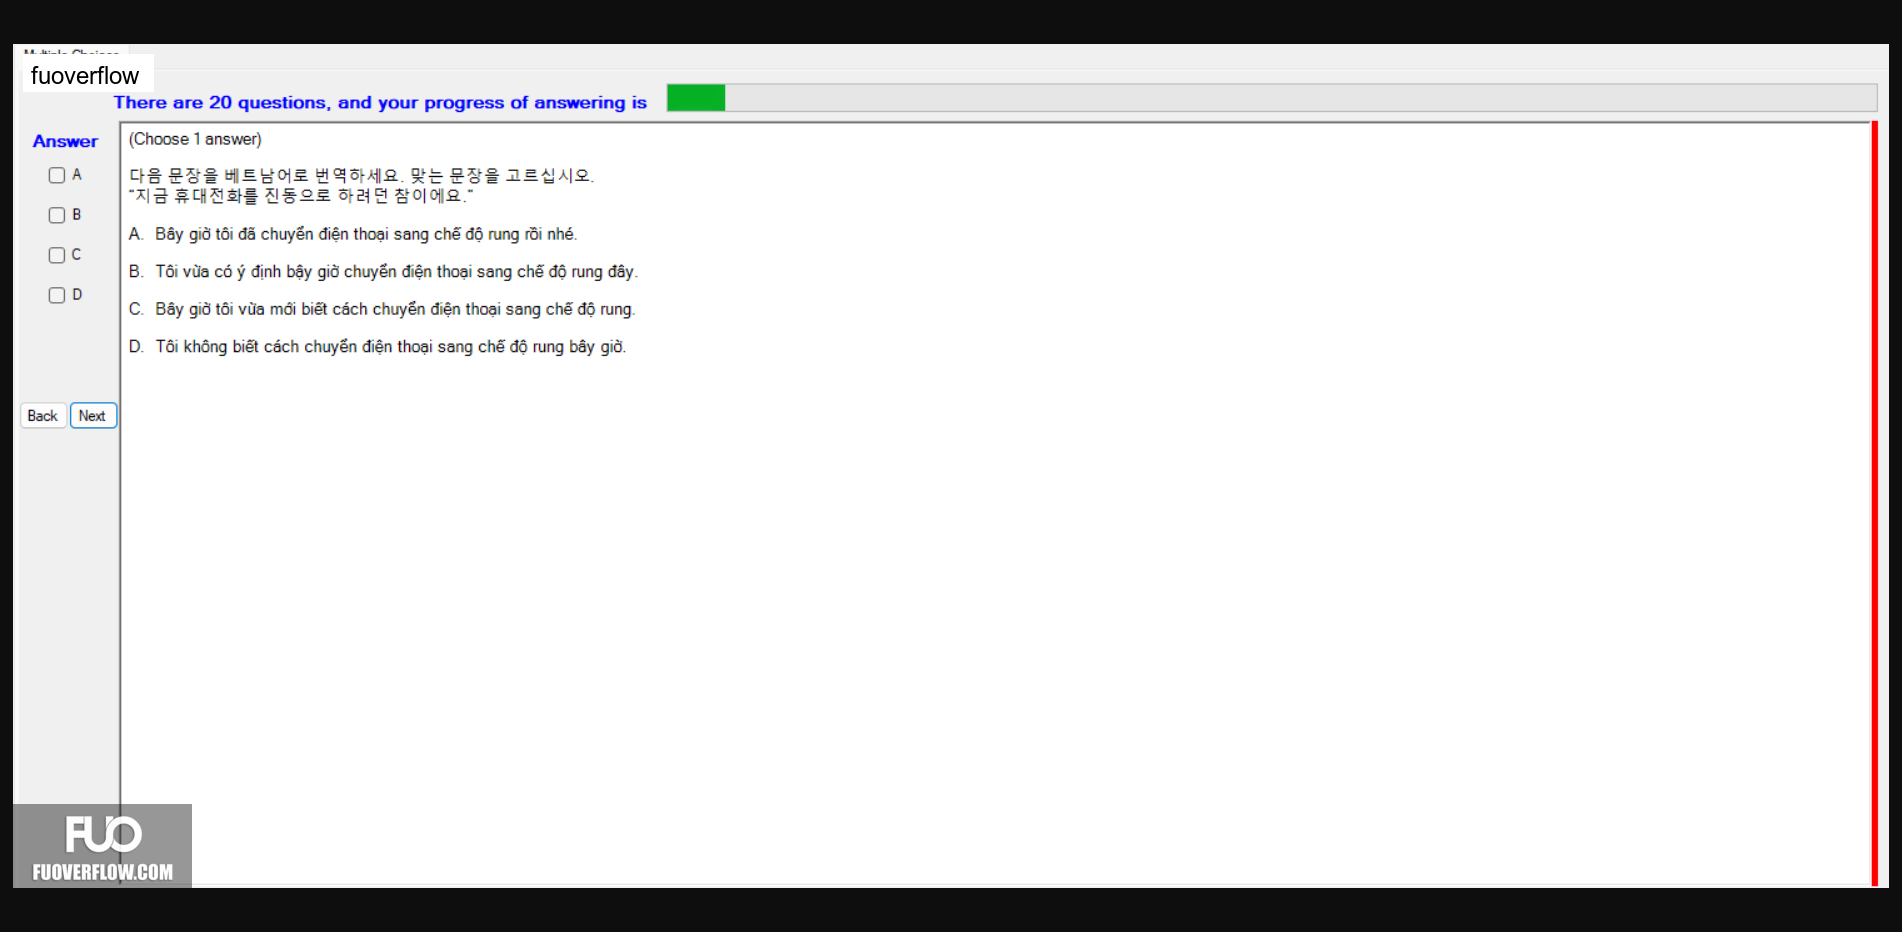 fuoverflow
There are 20 questions, and your progress of answering is
Answer
(Choose 1 answer)
A
B
C
D
다음 문장을 베트남어로 번역하세요. 맞는 문장을 고르십시오.
“지금 휴대전화를 진동으로 하려던 참이에요.”
A. Bây giờ tôi đã chuyển điện thoại sang chế độ rung rồi nhé.
B. Tôi vừa có ý định bậy giờ chuyển điện thoại sang chế độ rung đây.
C. Bây giờ tôi vừa mới biết cách chuyển điện thoại sang chế độ rung.
D. Tôi không biết cách chuyển điện thoại sang chế độ rung bây giờ.
Back Next
FUO
FUOVERFLOW.COM